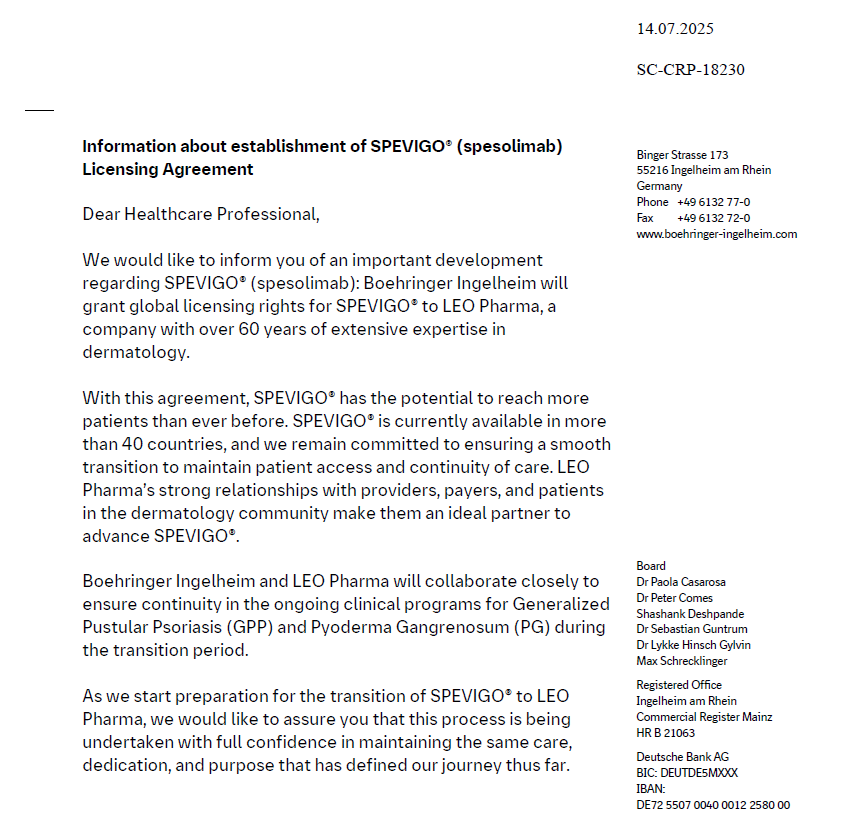 14.07.2025
SC-CRP-18230
Information about establishment of SPEVIGO® (spesolimab)
Licensing Agreement
Dear Healthcare Professional,
We would like to inform you of an important development
regarding SPEVIGO® (spesolimab): Boehringer Ingelheim will
grant global licensing rights for SPEVIGO® to LEO Pharma, a
company with over 60 years of extensive expertise in
dermatology.
With this agreement, SPEVIGO® has the potential to reach more
patients than ever before. SPEVIGO® is currently available in more
than 40 countries, and we remain committed to ensuring a smooth
transition to maintain patient access and continuity of care. LEO
Pharma’s strong relationships with providers, payers, and patients
in the dermatology community make them an ideal partner to
advance SPEVIGO®.
Boehringer Ingelheim and LEO Pharma will collaborate closely to
ensure continuity in the ongoing clinical programs for Generalized
Pustular Psoriasis (GPP) and Pyoderma Gangrenosum (PG) during
the transition period.
As we start preparation for the transition of SPEVIGO® to LEO
Pharma, we would like to assure you that this process is being
undertaken with full confidence in maintaining the same care,
dedication, and purpose that has defined our journey thus far.
Binger Strasse 173
55216 Ingelheim am Rhein
Germany
Phone +49 6132 77-0
Fax +49 6132 72-0
www.boehringer-ingelheim.com
Board
Dr Paola Casarosa
Dr Peter Comes
Shashank Deshpande
Dr Sebastian Guntrum
Dr Lykke Hinsch Gylvin
Max Schrecklinger
Registered Office
Ingelheim am Rhein
Commercial Register Mainz
HR B 21063
Deutsche Bank AG
BIC: DEUTDE5MXXX
IBAN:
DE72 5507 0040 0012 2580 00